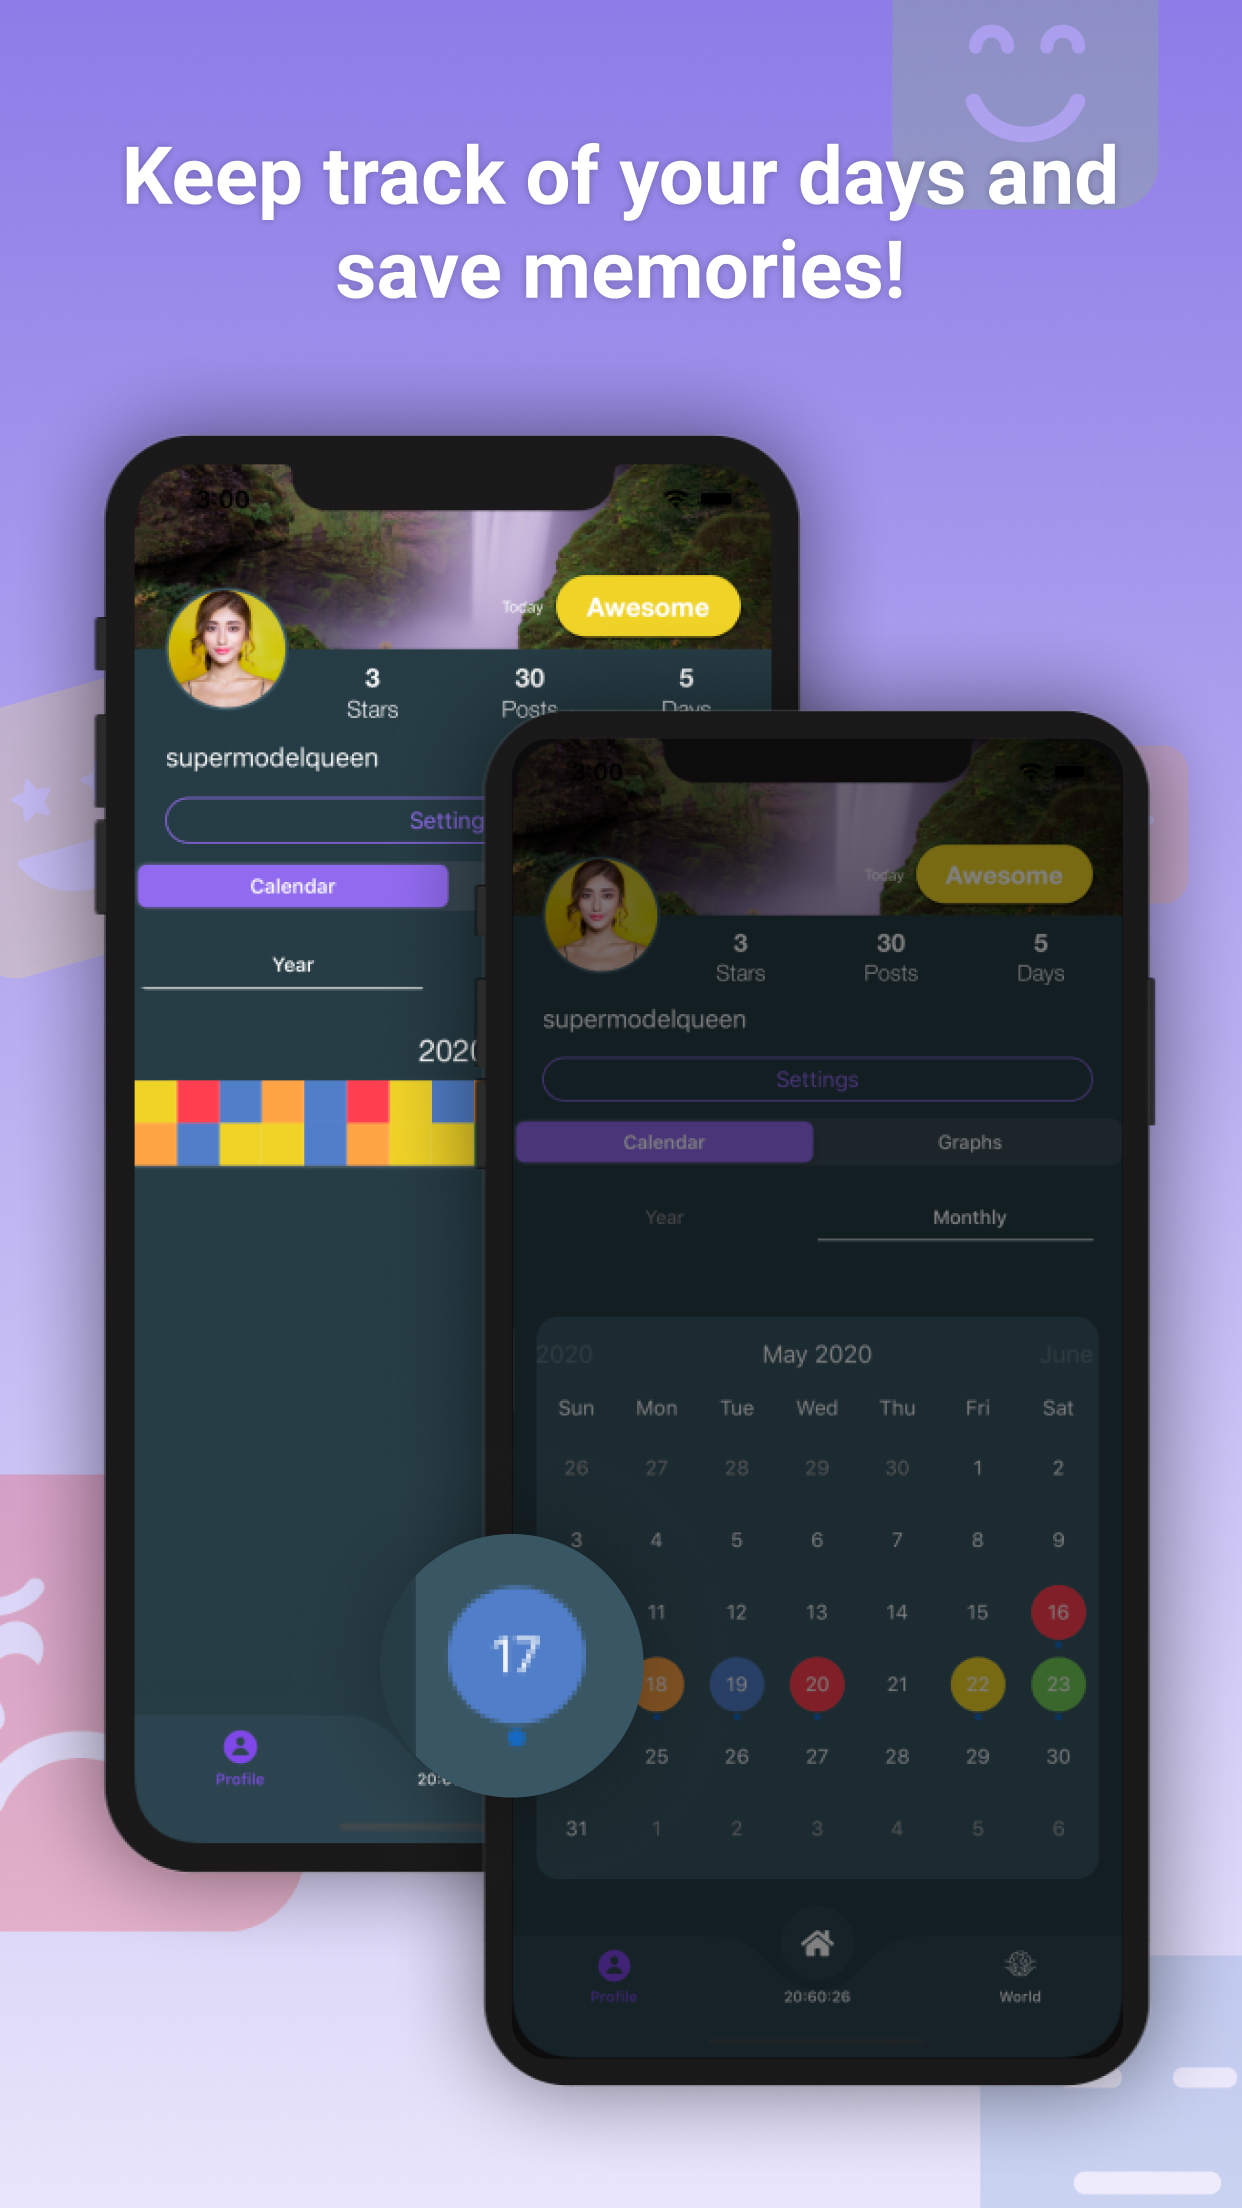 Keep track of your days and
save memories!
3:00
Today Awesome
3 30 5
Stars Posts Days
supermodelqueen
Setting
Calendar
Year
2020
Profile
20:6
3:00
Today Awesome
3 30 5
Stars Posts Days
supermodelqueen
Settings
Calendar Graphs
Year Monthly
2020 May 2020 June
Sun Mon Tue Wed Thu Fri Sat
26 27 28 29 30 1 2
3 4 5 6 7 8 9
11 12 13 14 15 16
17 18 19 20 21 22 23
25 26 27 28 29 30
31 1 2 3 4 5 6
Profile 20:60:26 World